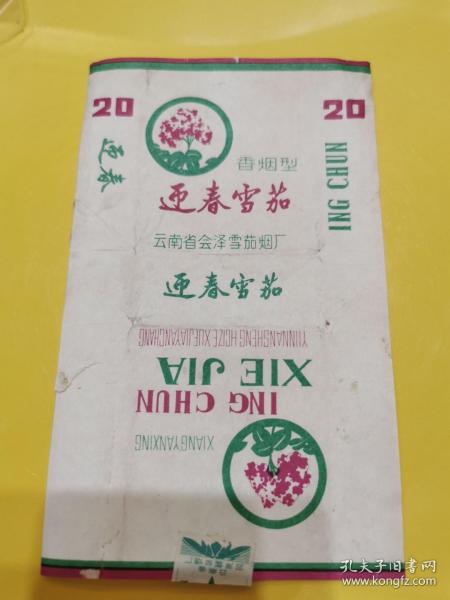 20
20
迎春
ING CHUN
香烟型
迎春雪茄
云南省会泽雪茄烟厂
迎春雪茄
YIINNANSHENG HGIZE XUEJIAYANCHANG
XIE JIA
ING CHUN
XIANGYANXING
孔夫子旧书网
www.kongfz.com